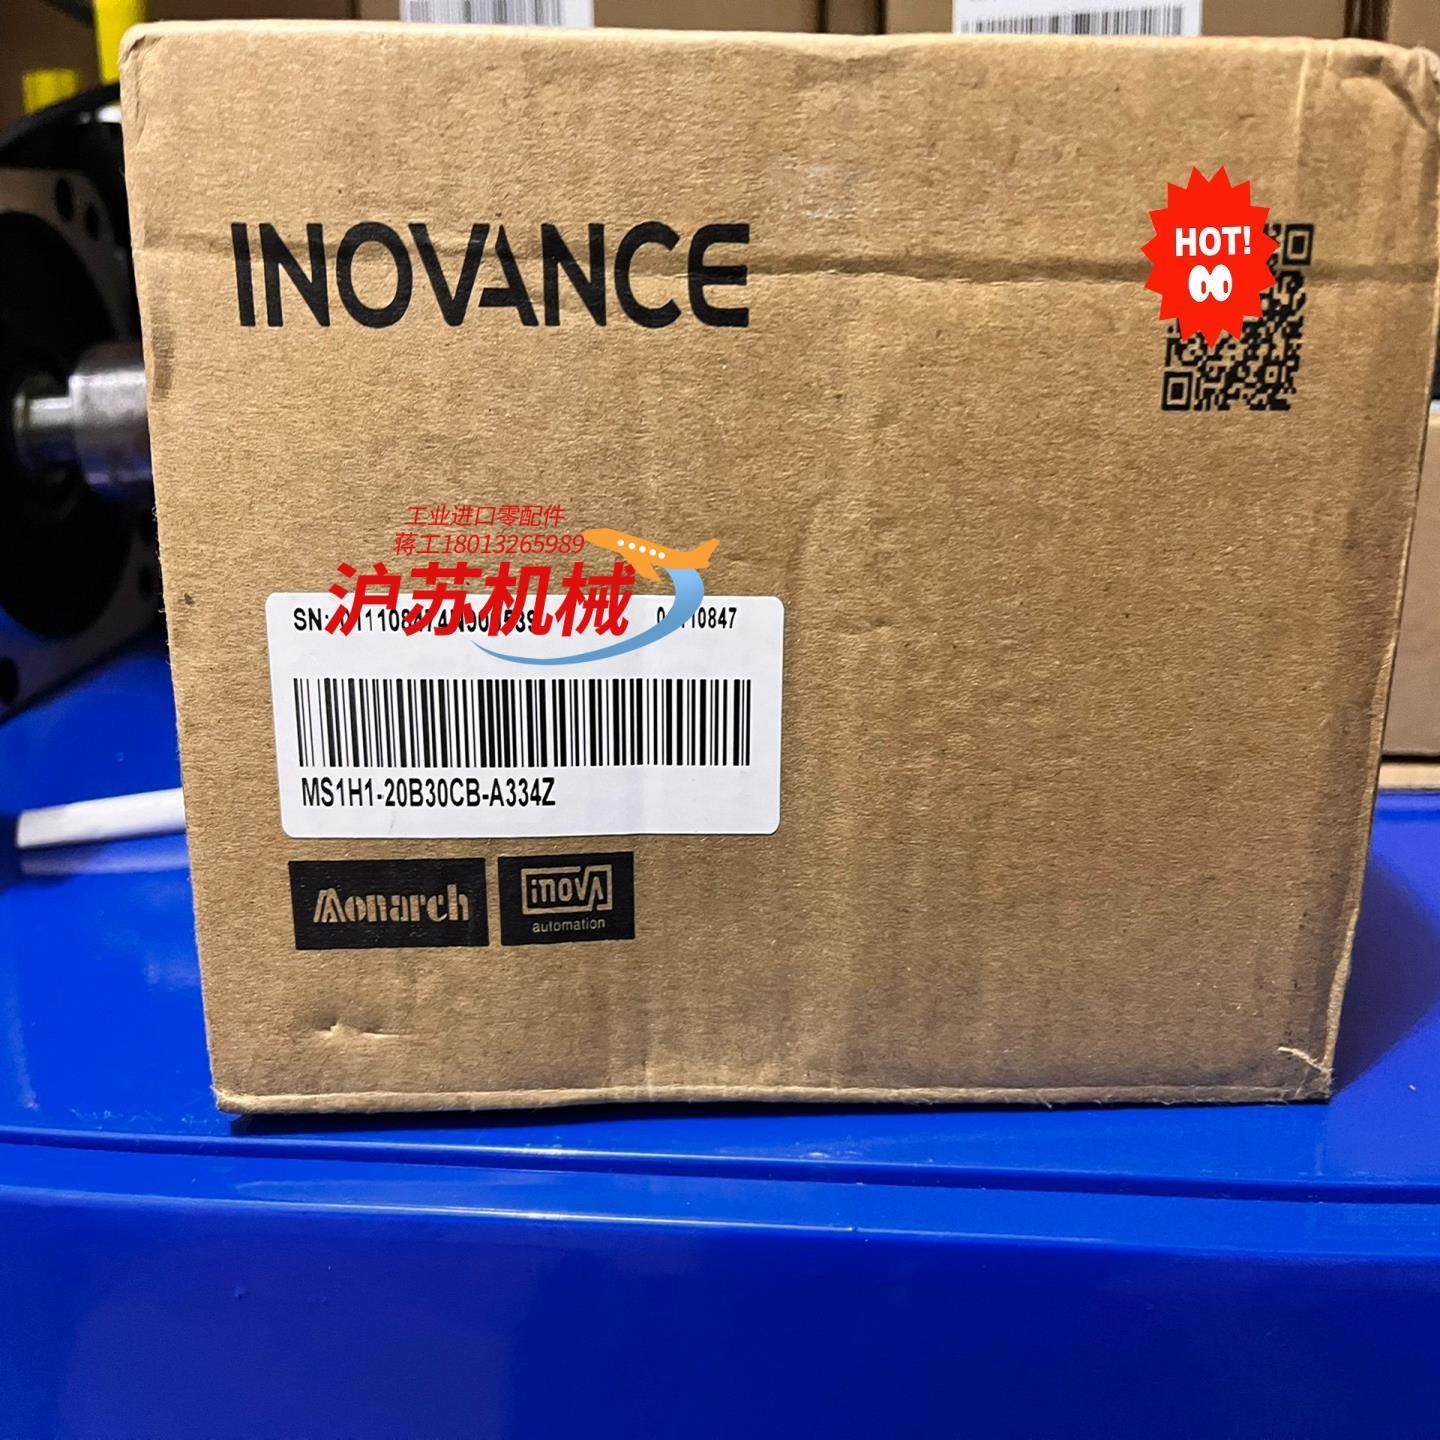 INOVANCE
HOT!
工业进口零配件
蒋工18013265989
沪苏机械
SN:
MS1H1-20B30CB-A334Z
Monarch
inova
automation